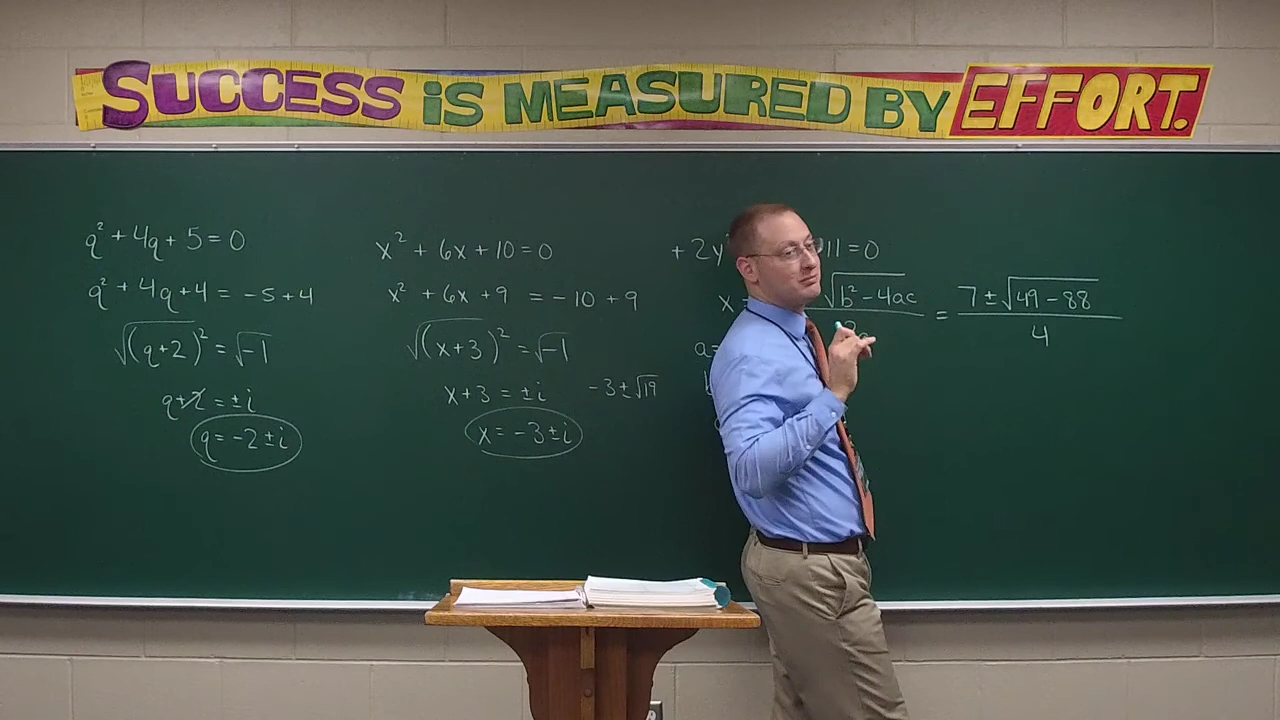 SUCCESS IS MEASURED BY EFFORT.
q² + 4q + 5 = 0
q² + 4q + 4 = -5 + 4
√(q+2)² = √-1
q+2 = ±i
q = -2 ± i
x² + 6x + 10 = 0
x² + 6x + 9 = -10 + 9
√(x+3)² = √-1
x+3 = ±i
-3 ± √19
x = -3 ± i
+ 2y 11 = 0
x = √b² - 4ac = 7 ± √49 - 88
4
a=